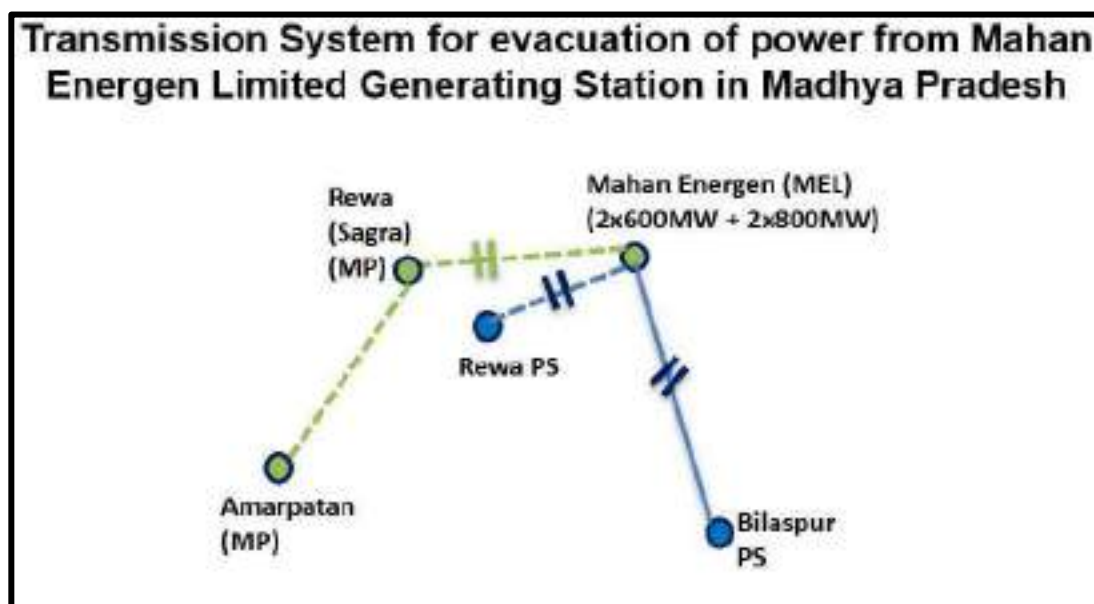 Transmission System for evacuation of power from Mahan
Energen Limited Generating Station in Madhya Pradesh
Mahan Energen (MEL)
(2x600MW + 2x800MW)
Rewa
(Sagra)
(MP)
Rewa PS
Amarpatan
(MP)
Bilaspur
PS